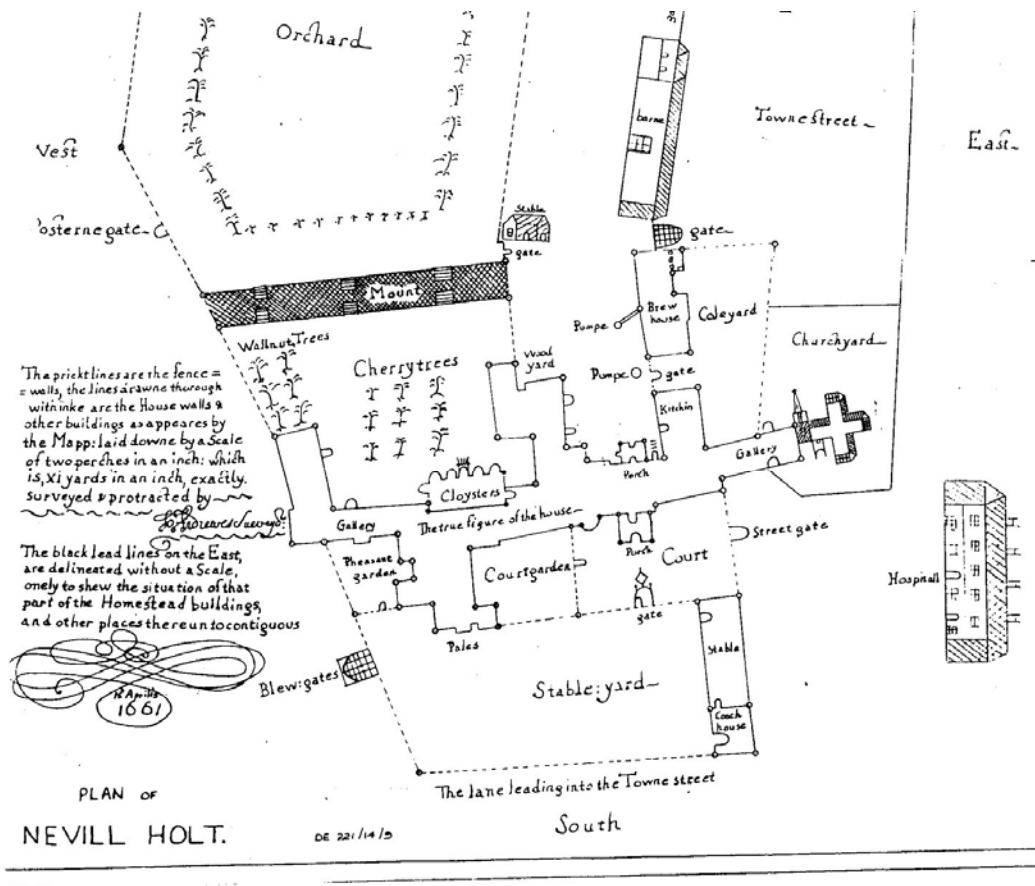 Orchard
Townestreet
East
Vest
barne
Stable
osternegate
gate
gate
Mount
Brew
house
Coleyard
Pumpe
Churchyard
Wallnut Trees
Cherrytrees
Wood
yard
Pumpe
gate
Kitchin
Gallery
Porch
The prickt lines are the fence =
= walls, the lines drawne thorough
with inke are the House walls &
other buildings as appeares by
the Mapp: laid downe by a Scale
of two perches in an inch: which
is, xi yards in an inch, exactly.
surveyed & protracted by
Cloysters
Gallery
The true figure of the house
The black lead lines on the East,
are delineated without a Scale,
onely to shew the situation of that
part of the Homestead buildings,
and other places thereunto contiguous
Pheasant
garden
Courtgarden
Porch
Court
Street gate
Hospitall
gate
Pales
Stable
Blew:gates
Stable:yard
Coach
house
1661
The lane leading into the Towne street
South
PLAN OF
NEVILL HOLT.
DE 221/14/9